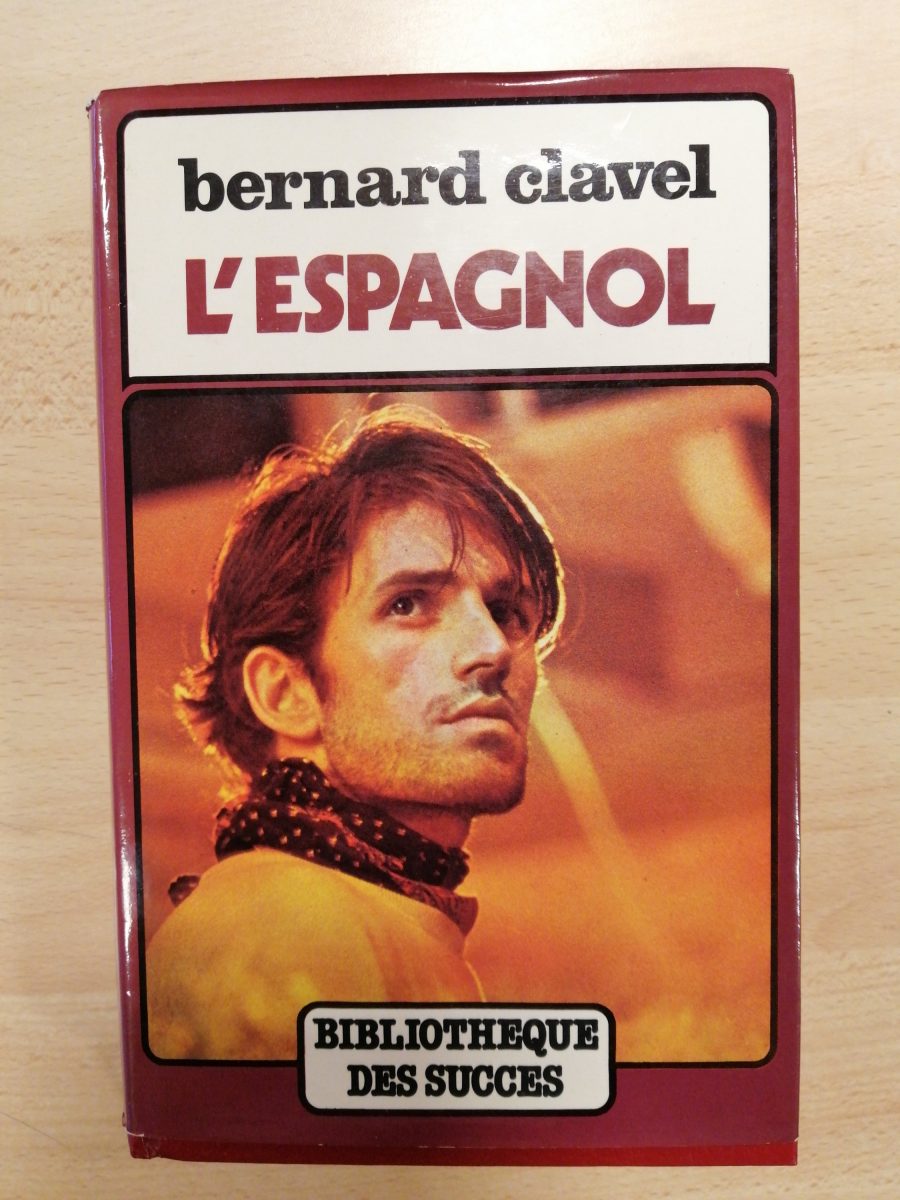 bernard clavel
L'ESPAGNOL
BIBLIOTHEQUE
DES SUCCES